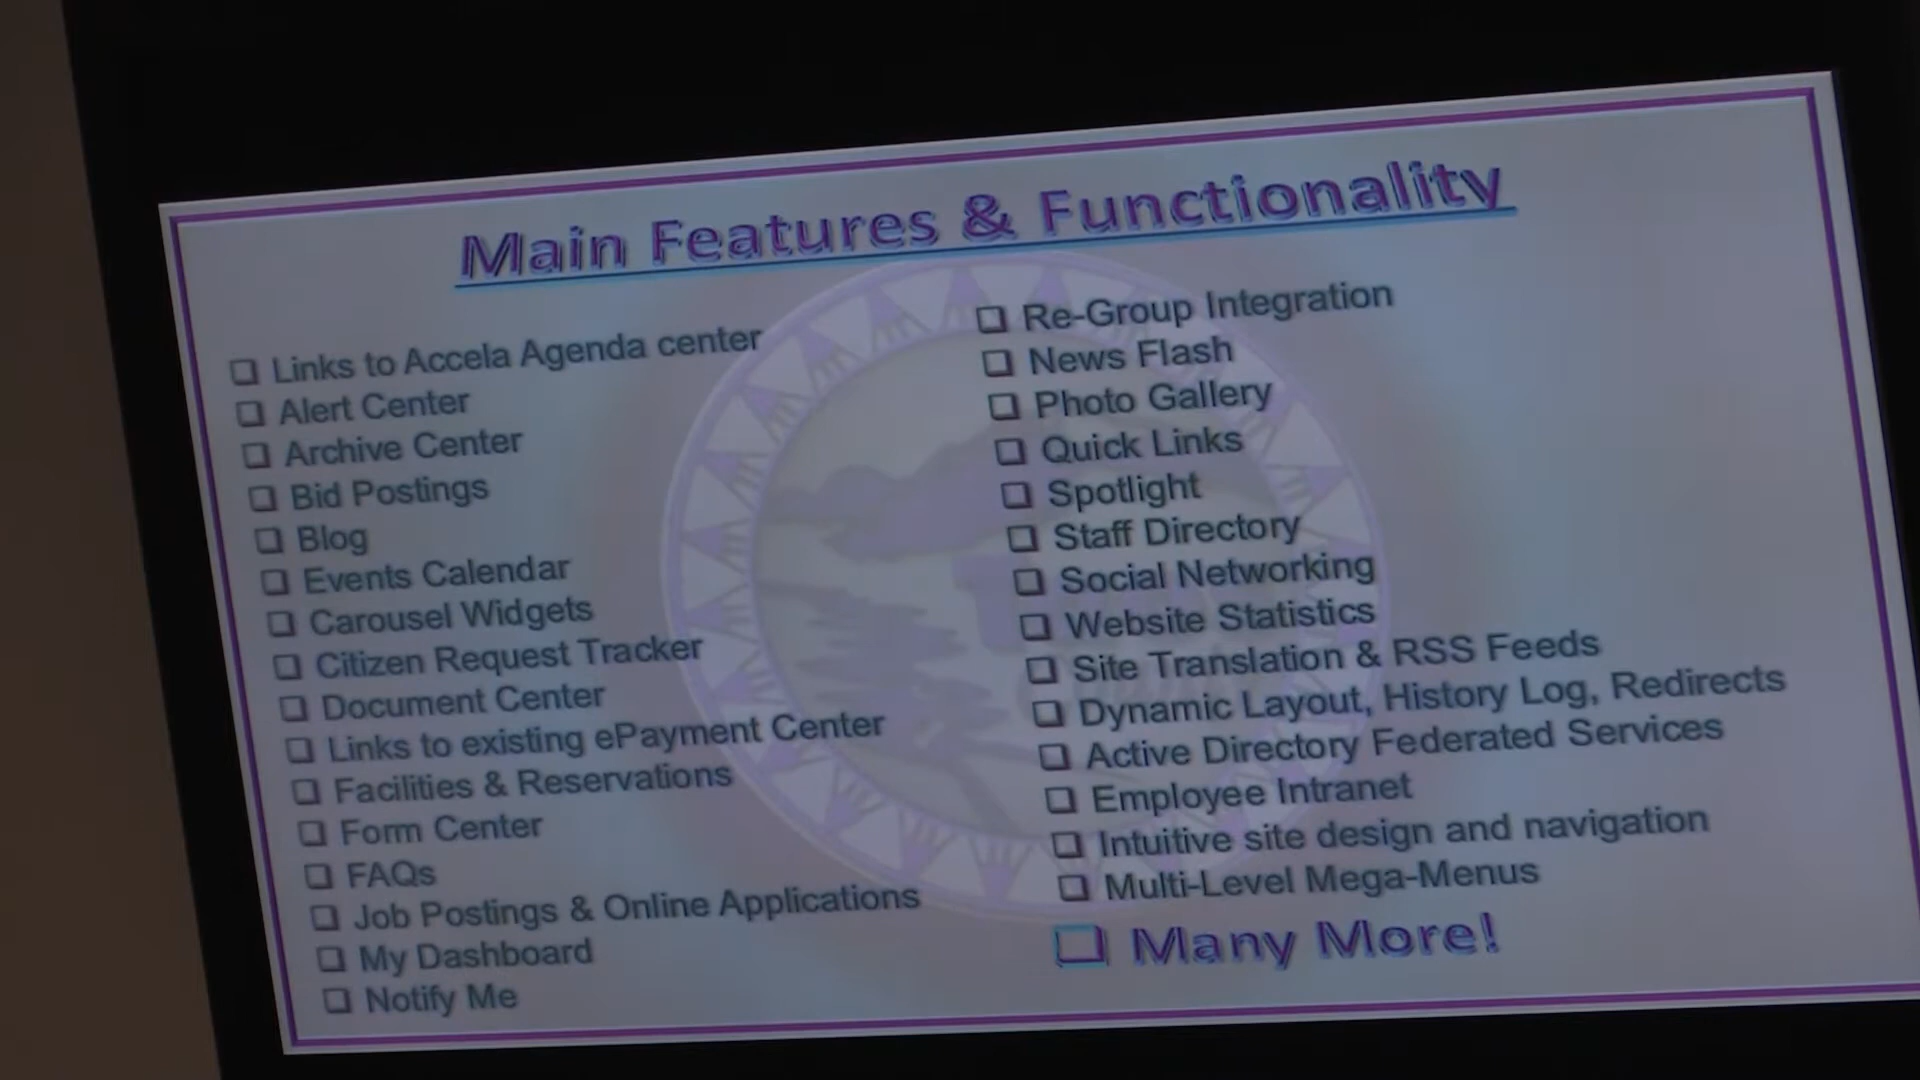 Main Features & Functionality
Links to Accela Agenda center
Alert Center
Archive Center
Bid Postings
Blog
Events Calendar
Carousel Widgets
Citizen Request Tracker
Document Center
Links to existing ePayment Center
Facilities & Reservations
Form Center
FAQs
Job Postings & Online Applications
My Dashboard
Notify Me
Re-Group Integration
News Flash
Photo Gallery
Quick Links
Spotlight
Staff Directory
Social Networking
Website Statistics
Site Translation & RSS Feeds
Dynamic Layout, History Log, Redirects
Active Directory Federated Services
Employee Intranet
Intuitive site design and navigation
Multi-Level Mega-Menus
Many More!